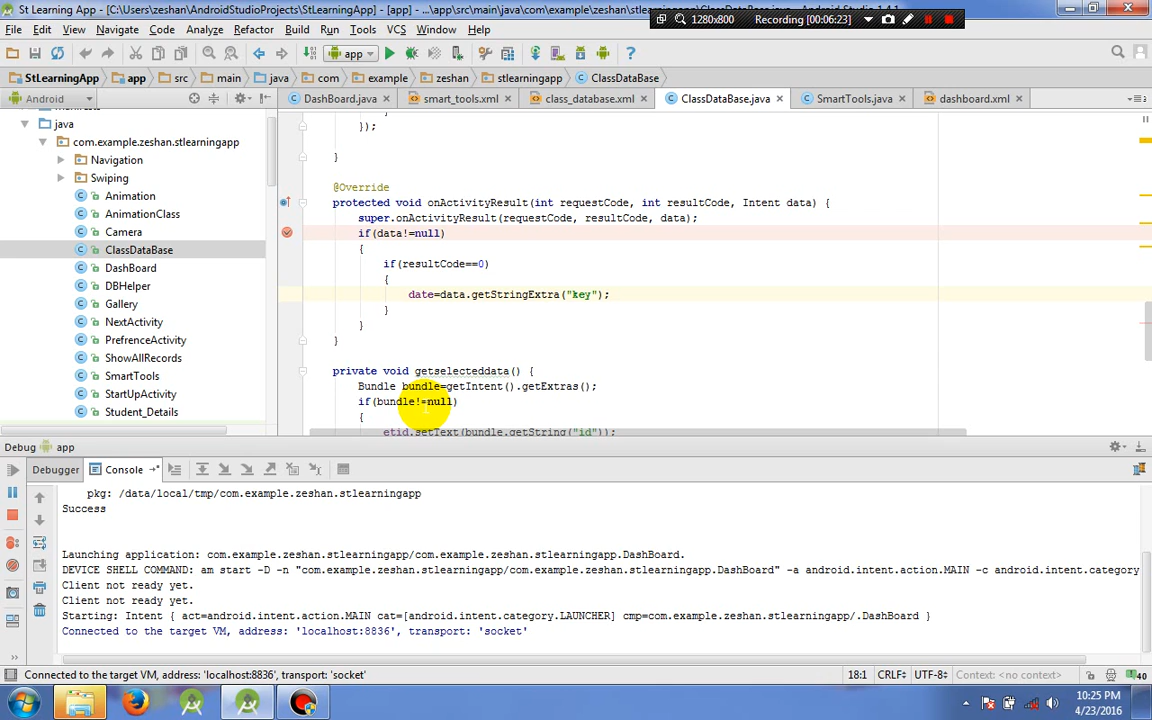 St Learning App - [C:\Users\zeshan\AndroidStudioProjects\StLearningApp] - [app] - ...\app\src\main\java\com\example\zeshan\stlearningapp\ClassDataBase.java - Android Studio 1.4.1
1280x800 Recording [00:06:23]
File Edit View Navigate Code Analyze Refactor Build Run Tools VCS Window Help
app
StLearningApp app src main java com example zeshan stlearningapp ClassDataBase
Android
DashBoard.java smart_tools.xml class_database.xml ClassDataBase.java SmartTools.java dashboard.xml
java
com.example.zeshan.stlearningapp
Navigation
Swiping
Animation
AnimationClass
Camera
ClassDataBase
DashBoard
DBHelper
Gallery
NextActivity
PrefrenceActivity
ShowAllRecords
SmartTools
StartUpActivity
Student_Details
}
});
}
@Override
protected void onActivityResult(int requestCode, int resultCode, Intent data) {
super.onActivityResult(requestCode, resultCode, data);
if(data!=null)
{
if(resultCode==0)
{
date=data.getStringExtra("key");
}
}
}
private void getselecteddata() {
Bundle bundle=getIntent().getExtras();
if(bundle!=null)
{
etid.setText(bundle.getString("id"));
Debug app
Debugger Console
pkg: /data/local/tmp/com.example.zeshan.stlearningapp
Success
Launching application: com.example.zeshan.stlearningapp/com.example.zeshan.stlearningapp.DashBoard.
DEVICE SHELL COMMAND: am start -D -n "com.example.zeshan.stlearningapp/com.example.zeshan.stlearningapp.DashBoard" -a android.intent.action.MAIN -c android.intent.category
Client not ready yet.
Client not ready yet.
Starting: Intent { act=android.intent.action.MAIN cat=[android.intent.category.LAUNCHER] cmp=com.example.zeshan.stlearningapp/.DashBoard }
Connected to the target VM, address: 'localhost:8836', transport: 'socket'
Connected to the target VM, address: 'localhost:8836', transport: 'socket'
18:1 CRLF UTF-8 Context: <no context> 40
10:25 PM
4/23/2016